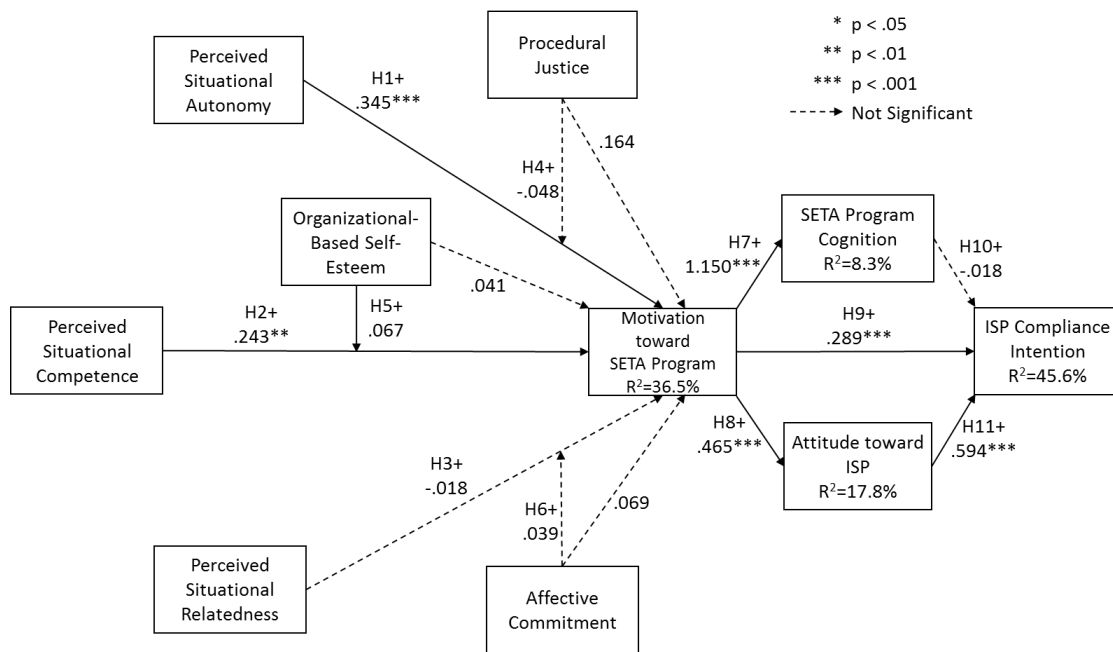 * p < .05
** p < .01
*** p < .001
Not Significant
Procedural
Justice
Perceived
Situational
Autonomy
H1+
.345***
.164
H4+
-.048
Organizational-
Based Self-
Esteem
SETA Program
Cognition
R²=8.3%
H7+
1.150***
H10+
-.018
.041
H5+
.067
H2+
.243**
Perceived
Situational
Competence
Motivation
toward
SETA Program
R²=36.5%
H9+
.289***
ISP Compliance
Intention
R²=45.6%
H8+
.465***
Attitude toward
ISP
R²=17.8%
H11+
.594***
H3+
-.018
H6+
.039
.069
Perceived
Situational
Relatedness
Affective
Commitment